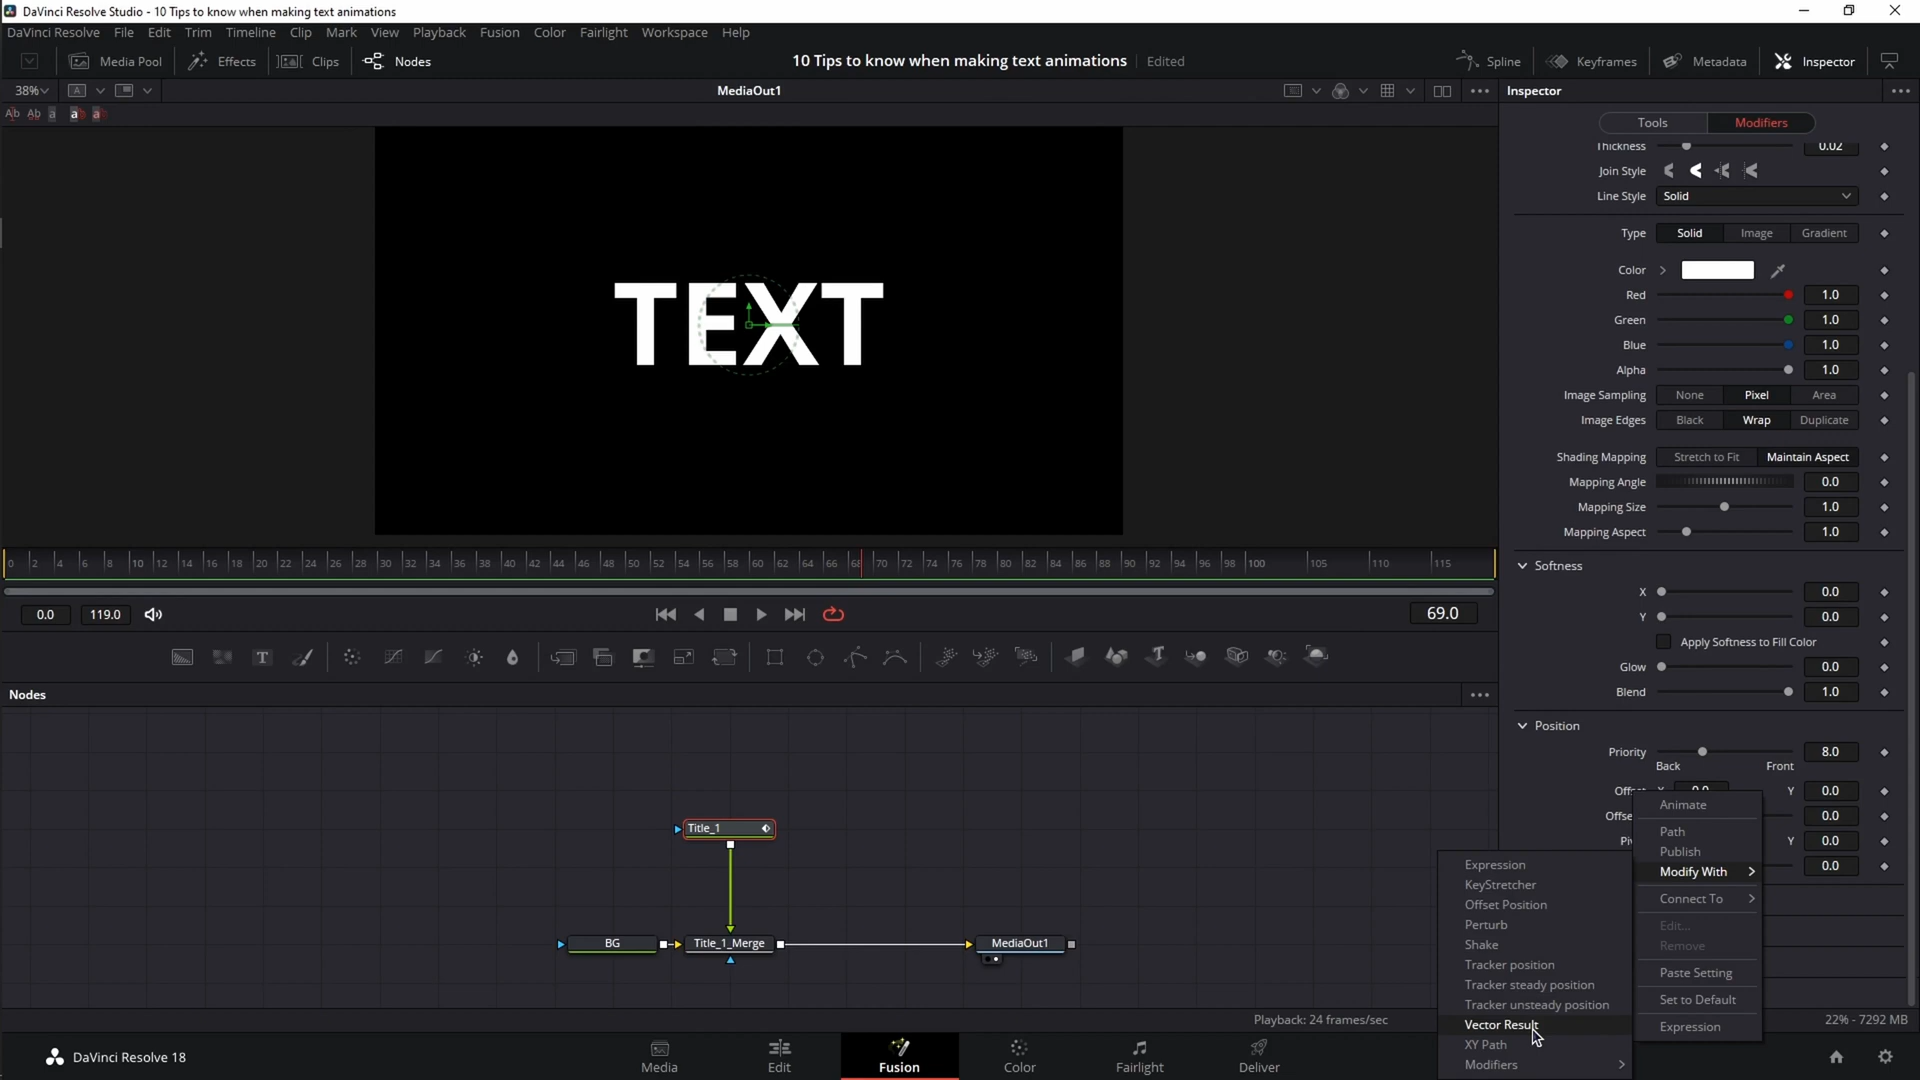 DaVinci Resolve Studio - 10 Tips to know when making text animations
DaVinci Resolve File Edit Trim Timeline Clip Mark View Playback Fusion Color Fairlight Workspace Help
Media Pool Effects Clips Nodes 10 Tips to know when making text animations Edited Spline Keyframes Metadata Inspector
38% A MediaOut1 Inspector
Tools Modifiers
Thickness 0.02
Join Style
Line Style Solid
Type Solid Image Gradient
Color
Red 1.0
Green 1.0
Blue 1.0
Alpha 1.0
Image Sampling None Pixel Area
Image Edges Black Wrap Duplicate
Shading Mapping Stretch to Fit Maintain Aspect
Mapping Angle 0.0
Mapping Size 1.0
Mapping Aspect 1.0
Softness
X 0.0
Y 0.0
Apply Softness to Fill Color
Glow 0.0
Blend 1.0
Position
Priority 8.0
Back Front
Y 0.0
0.0
Y 0.0
0.0
TEXT
0 2 4 6 8 10 12 14 16 18 20 22 24 26 28 30 32 34 36 38 40 42 44 46 48 50 52 54 56 58 60 62 64 66 68 70 72 74 76 78 80 82 84 86 88 90 92 94 96 98 100 105 110 115
0.0 119.0 69.0
Nodes
Title_1
BG Title_1_Merge MediaOut1
Animate
Path
Publish
Modify With
Connect To
Edit...
Remove
Paste Setting
Set to Default
Expression
Expression
KeyStretcher
Offset Position
Perturb
Shake
Tracker position
Tracker steady position
Tracker unsteady position
Vector Result
XY Path
Modifiers
Playback: 24 frames/sec 22% - 7292 MB
DaVinci Resolve 18 Media Edit Fusion Color Fairlight Deliver